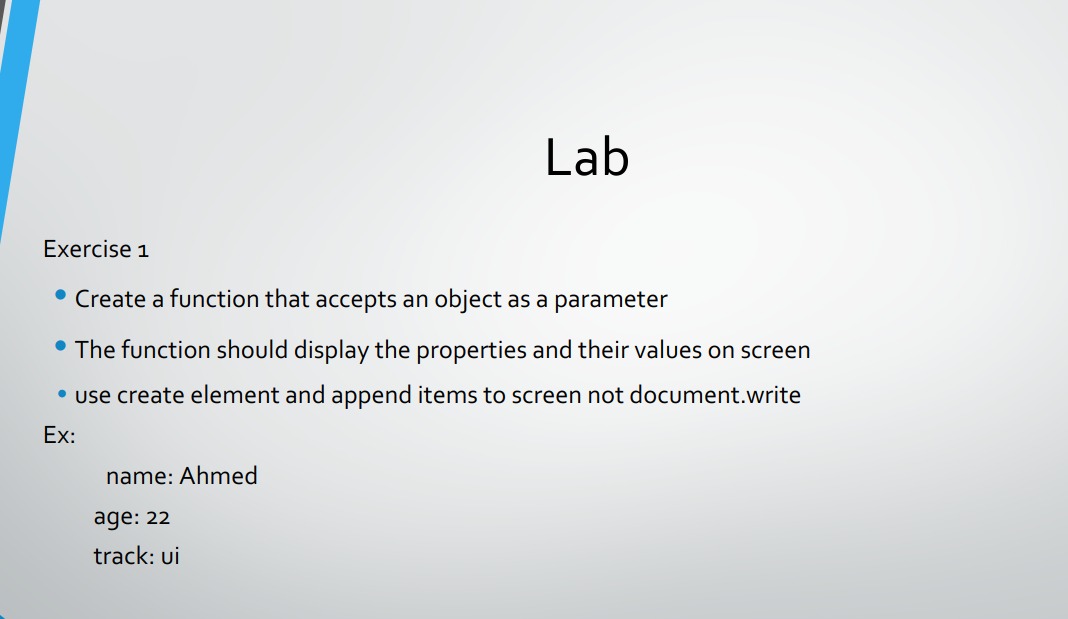 Lab
Exercise 1
• Create a function that accepts an object as a parameter
• The function should display the properties and their values on screen
• use create element and append items to screen not document.write
Ex:
name: Ahmed
age: 22
track: ui